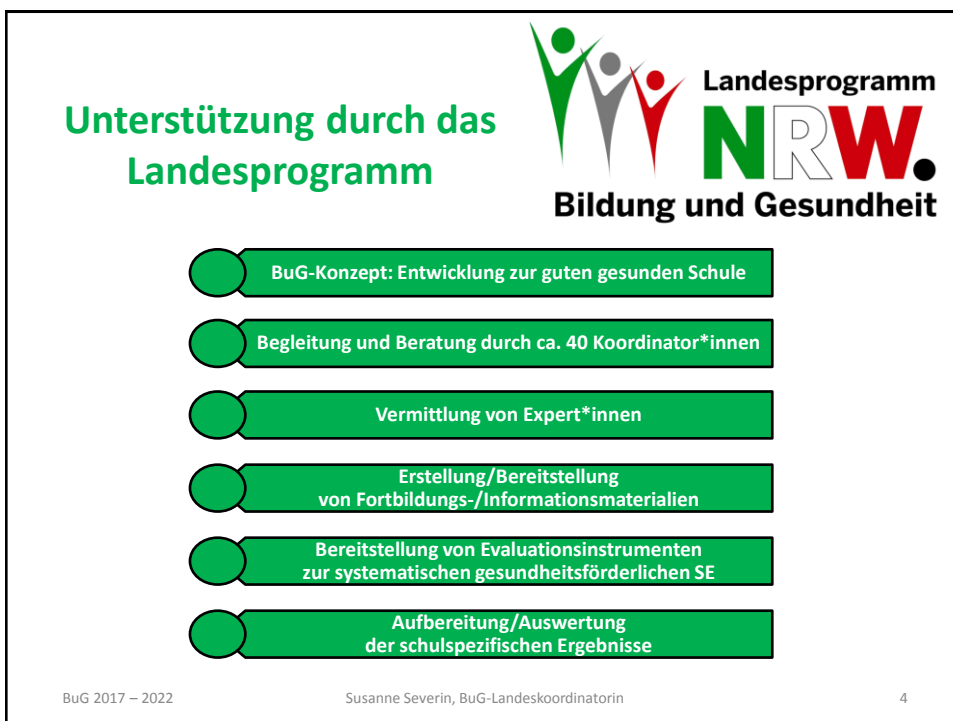 Unterstützung durch das
Landesprogramm
Landesprogramm
NRW.
Bildung und Gesundheit
BuG-Konzept: Entwicklung zur guten gesunden Schule
Begleitung und Beratung durch ca. 40 Koordinator*innen
Vermittlung von Expert*innen
Erstellung/Bereitstellung
von Fortbildungs-/Informationsmaterialien
Bereitstellung von Evaluationsinstrumenten
zur systematischen gesundheitsförderlichen SE
Aufbereitung/Auswertung
der schulspezifischen Ergebnisse
BuG 2017 – 2022
Susanne Severin, BuG-Landeskoordinatorin
4